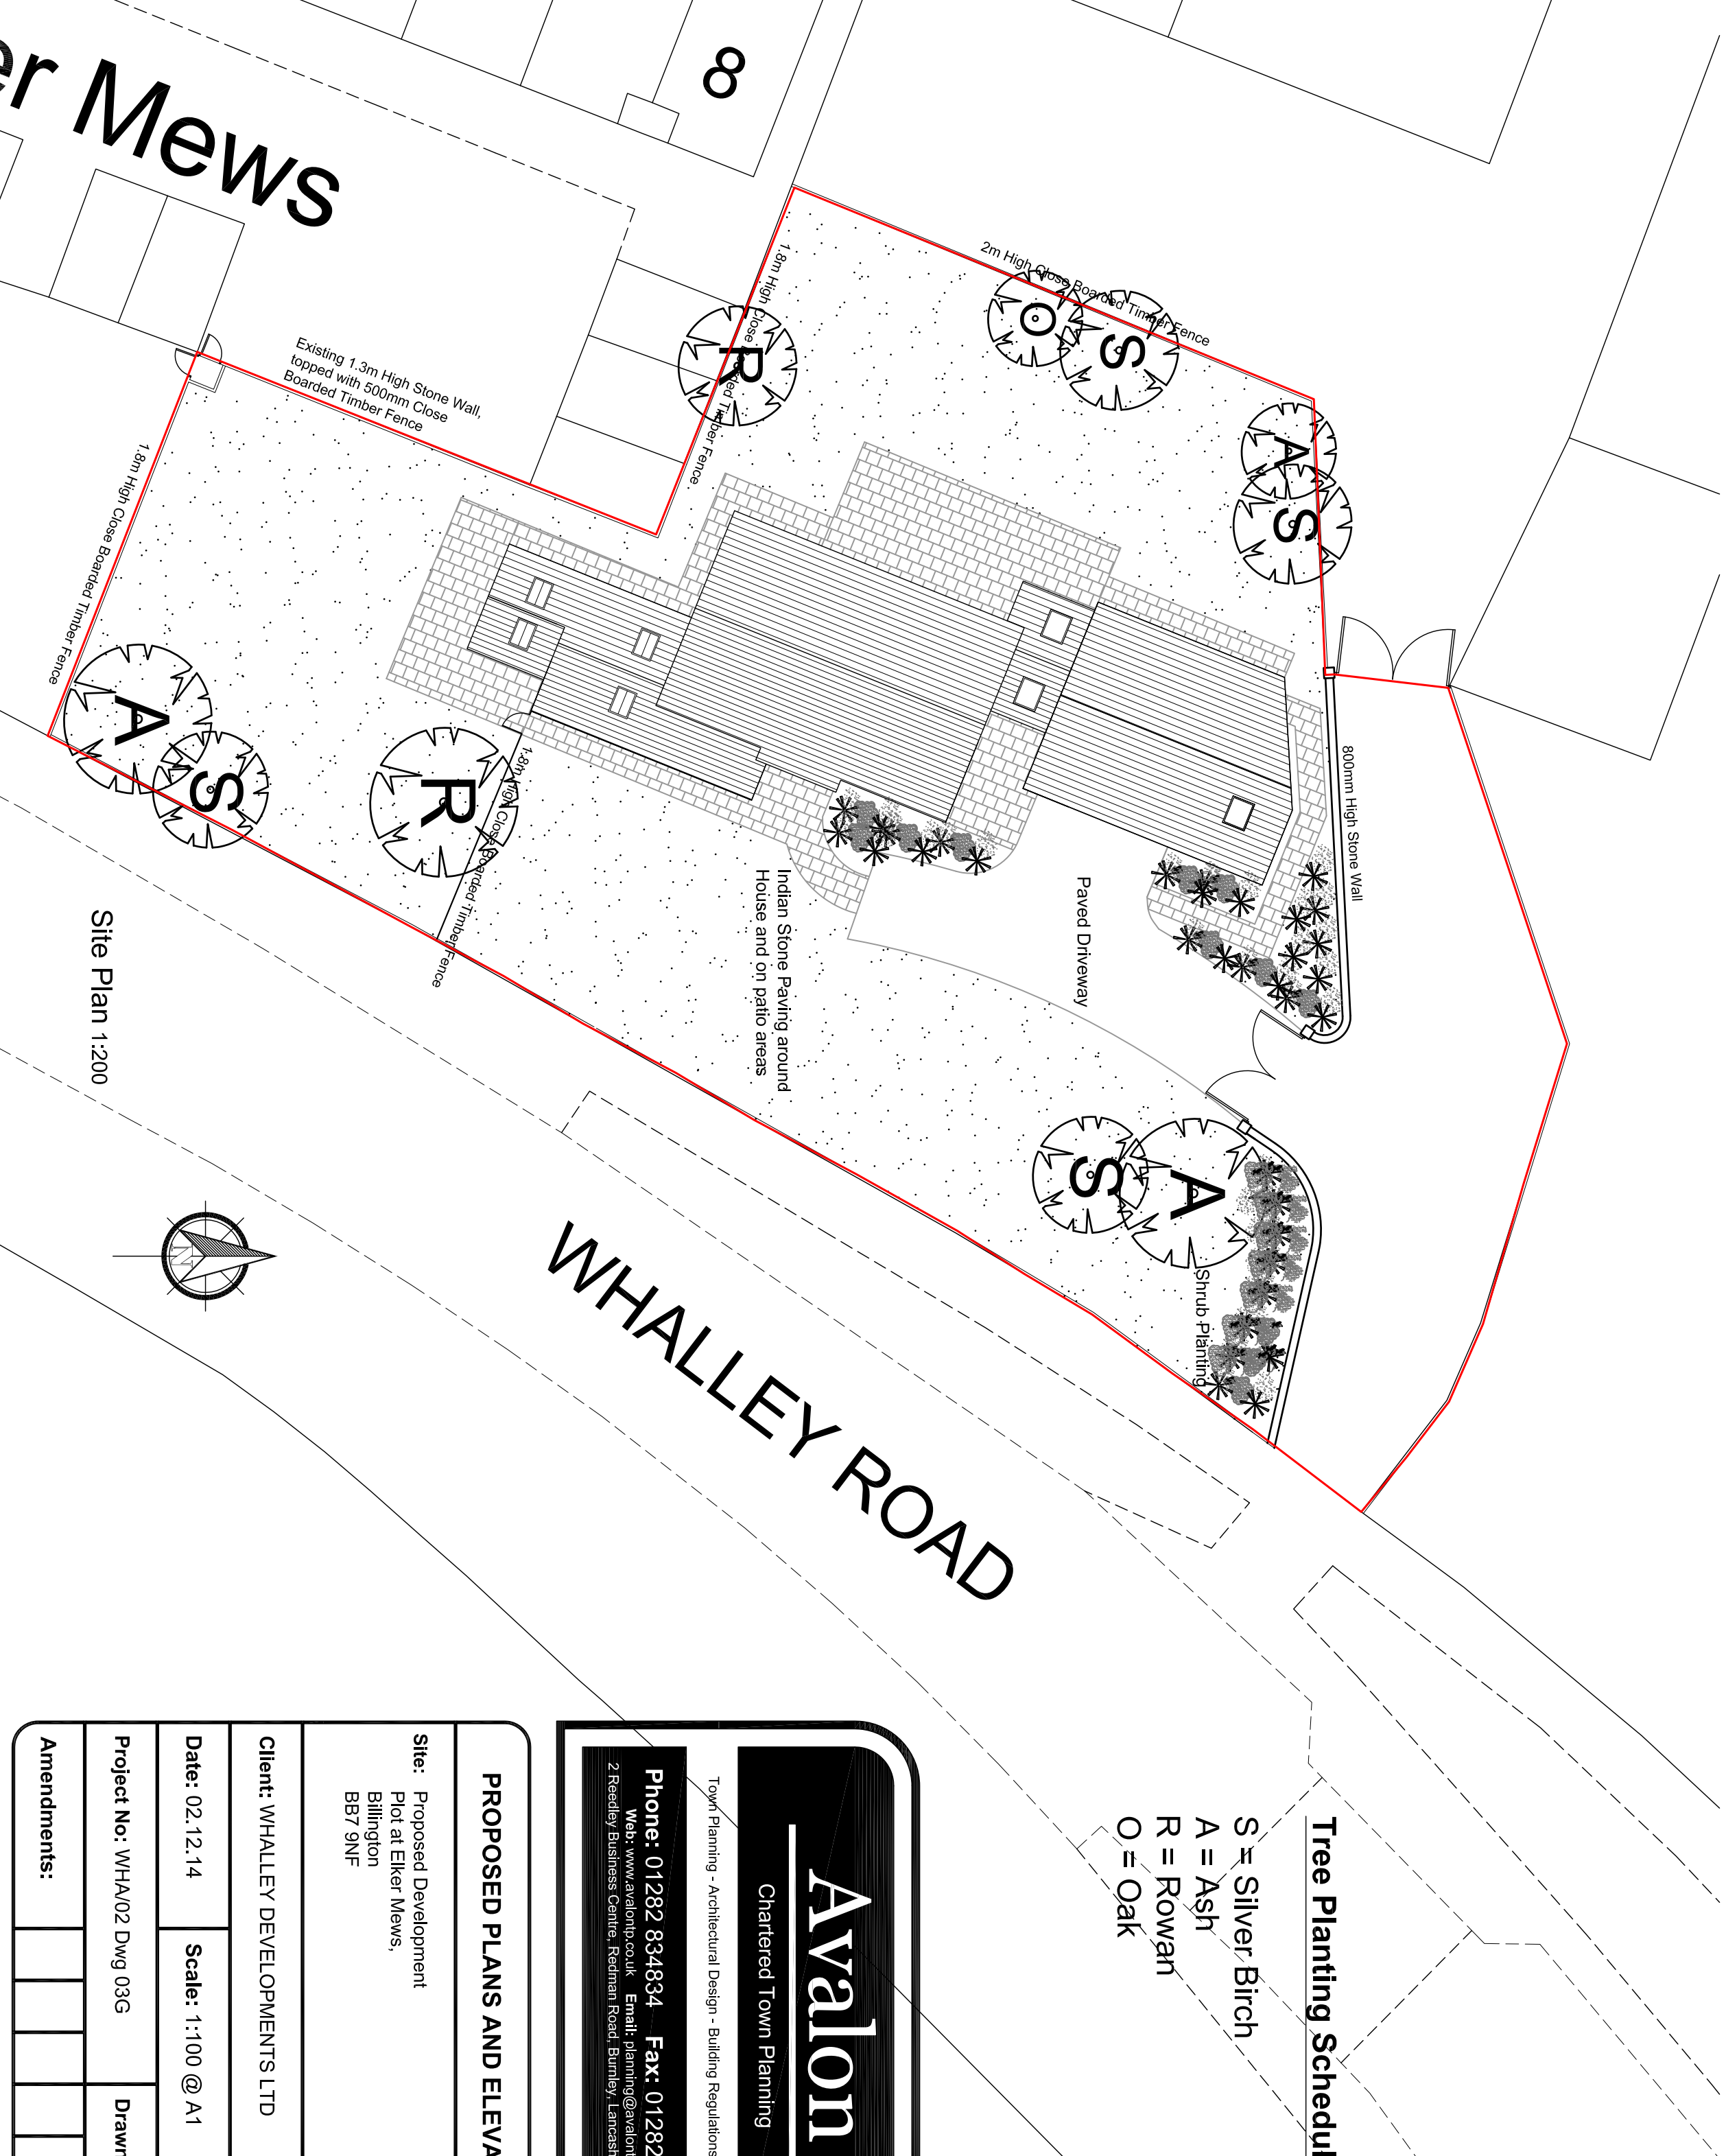 er Mews
8
2m High Close Boarded Timber Fence
1.8m High Close Boarded Timber Fence
Existing 1.3m High Stone Wall,
topped with 500mm Close
Boarded Timber Fence
1.8m High Close Boarded Timber Fence
R
O
S
A
S
A
S
R
1.8m High Close Boarded Timber Fence
800mm High Stone Wall
Indian Stone Paving around
House and on patio areas
Paved Driveway
S
A
Shrub Planting
Site Plan 1:200
N
WHALLEY ROAD
Tree Planting Schedul
S = Silver Birch
A = Ash
R = Rowan
O = Oak
Avalon
Chartered Town Planning
Town Planning - Architectural Design - Building Regulations
Phone: 01282 834834 Fax: 01282
Web: www.avalontp.co.uk Email: planning@avalont
2 Reedley Business Centre, Redman Road, Burnley, Lancash
PROPOSED PLANS AND ELEVA
Site: Proposed Development
Plot at Elker Mews,
Billington
BB7 9NF
Client: WHALLEY DEVELOPMENTS LTD
Date: 02.12.14
Scale: 1:100 @ A1
Project No: WHA/02 Dwg 03G
Drawn
Amendments: